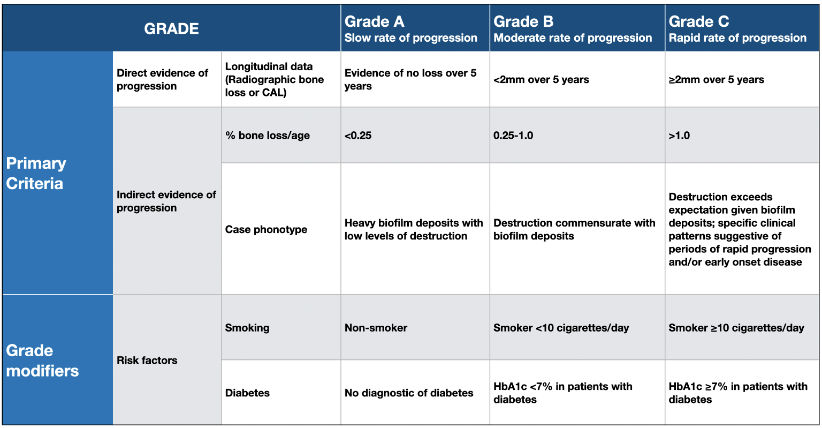 GRADE
Grade A
Slow rate of progression
Grade B
Moderate rate of progression
Grade C
Rapid rate of progression
Primary
Criteria
Direct evidence of
progression
Longitudinal data
(Radiographic bone
loss or CAL)
Evidence of no loss over 5
years
<2mm over 5 years
≥2mm over 5 years
Indirect evidence of
progression
% bone loss/age
<0.25
0.25-1.0
>1.0
Case phonotype
Heavy biofilm deposits with
low levels of destruction
Destruction commensurate with
biofilm deposits
Destruction exceeds
expectation given biofilm
deposits; specific clinical
patterns suggestive of
periods of rapid progression
and/or early onset disease
Grade
modifiers
Risk factors
Smoking
Non-smoker
Smoker <10 cigarettes/day
Smoker ≥10 cigarettes/day
Diabetes
No diagnostic of diabetes
HbA1c <7% in patients with
diabetes
HbA1c ≥7% in patients with
diabetes